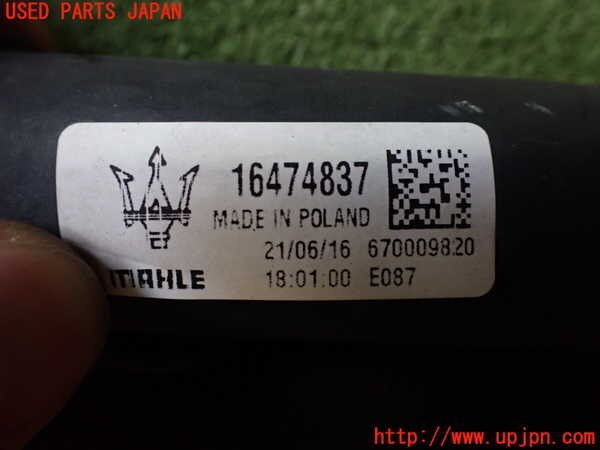 USED PARTS JAPAN
16474837
MADE IN POLAND
21/06/16 670009820
MAHLE 18:01:00 E087
https://www.upjpn.com/